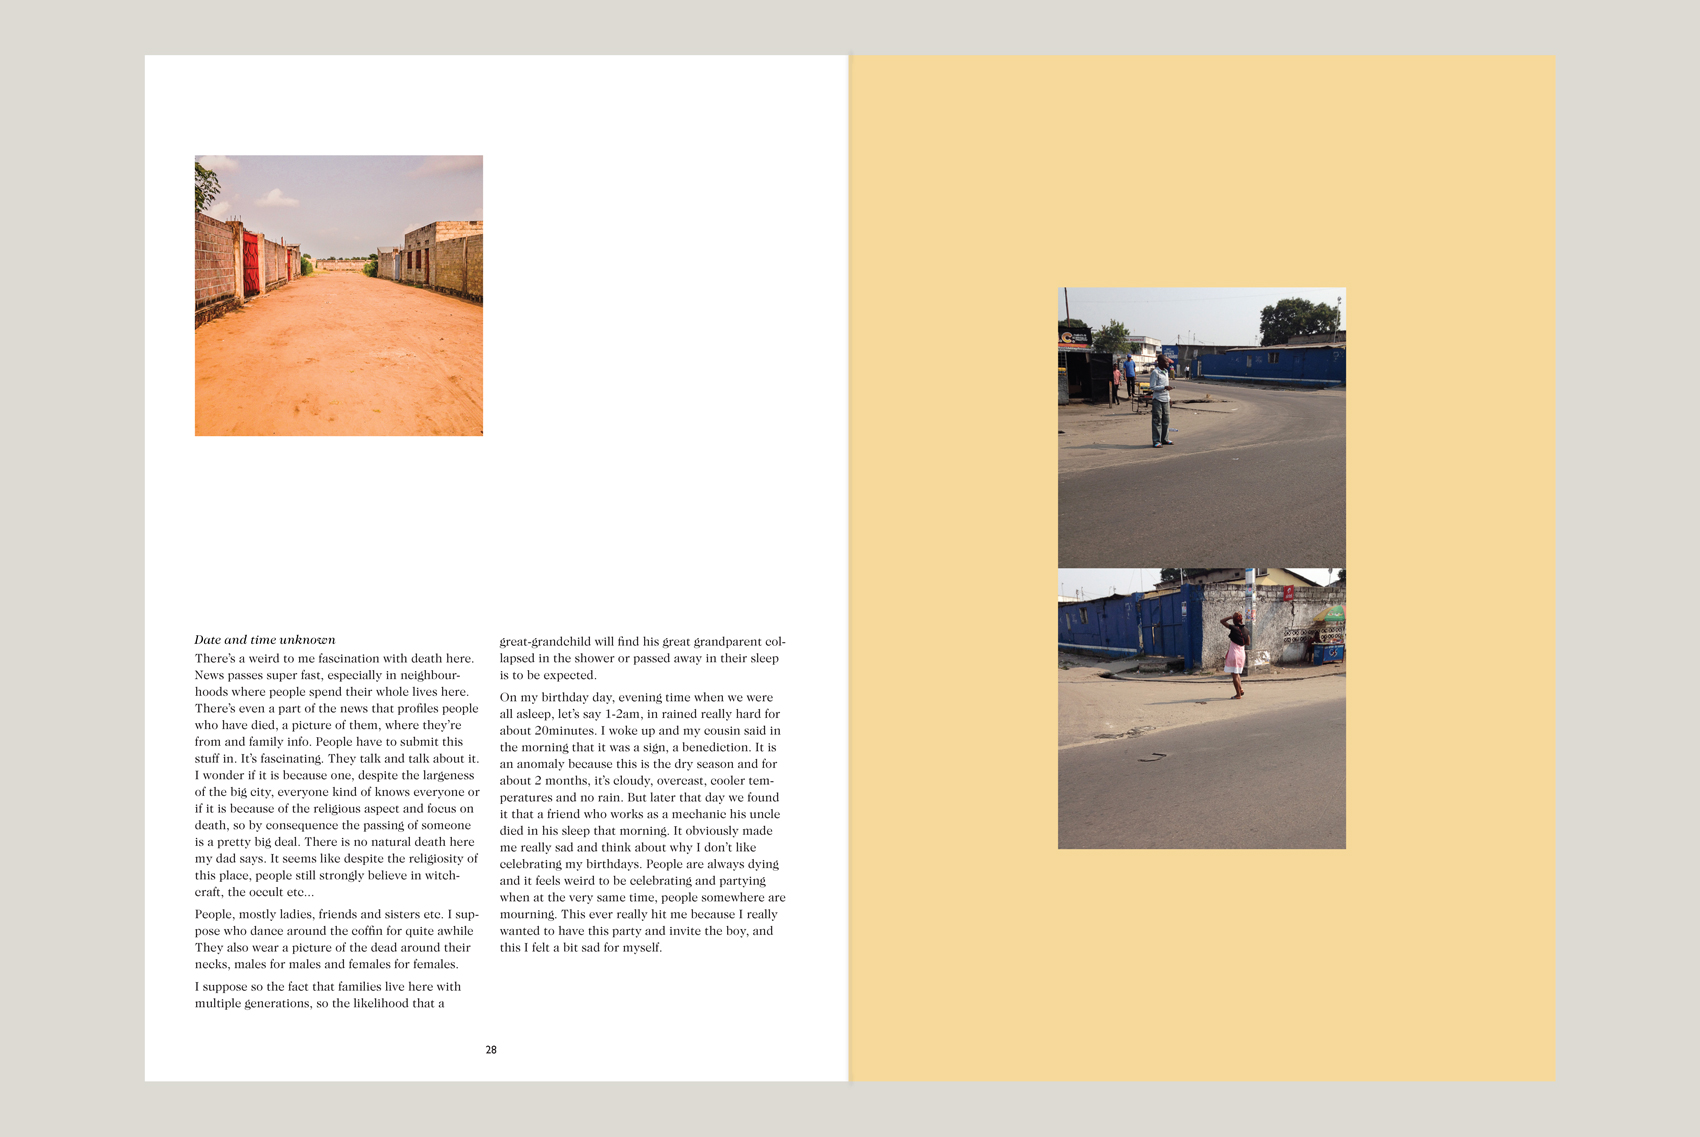 Date and time unknown
There's a weird to me fascination with death here.
News passes super fast, especially in neighbour-
hoods where people spend their whole lives here.
There's even a part of the news that profiles people
who have died, a picture of them, where they're
from and family info. People have to submit this
stuff in. It's fascinating. They talk and talk about it.
I wonder if it is because one, despite the largeness
of the big city, everyone kind of knows everyone or
if it is because of the religious aspect and focus on
death, so by consequence the passing of someone
is a pretty big deal. There is no natural death here
my dad says. It seems like despite the religiosity of
this place, people still strongly believe in witch-
craft, the occult etc...
People, mostly ladies, friends and sisters etc. I sup-
pose who dance around the coffin for quite awhile
They also wear a picture of the dead around their
necks, males for males and females for females.
I suppose so the fact that families live here with
multiple generations, so the likelihood that a
great-grandchild will find his great grandparent col-
lapsed in the shower or passed away in their sleep
is to be expected.
On my birthday day, evening time when we were
all asleep, let's say 1-2am, in rained really hard for
about 20minutes. I woke up and my cousin said in
the morning that it was a sign, a benediction. It is
an anomaly because this is the dry season and for
about 2 months, it's cloudy, overcast, cooler tem-
peratures and no rain. But later that day we found
it that a friend who works as a mechanic his uncle
died in his sleep that morning. It obviously made
me really sad and think about why I don't like
celebrating my birthdays. People are always dying
and it feels weird to be celebrating and partying
when at the very same time, people somewhere are
mourning. This ever really hit me because I really
wanted to have this party and invite the boy, and
this I felt a bit sad for myself.
28